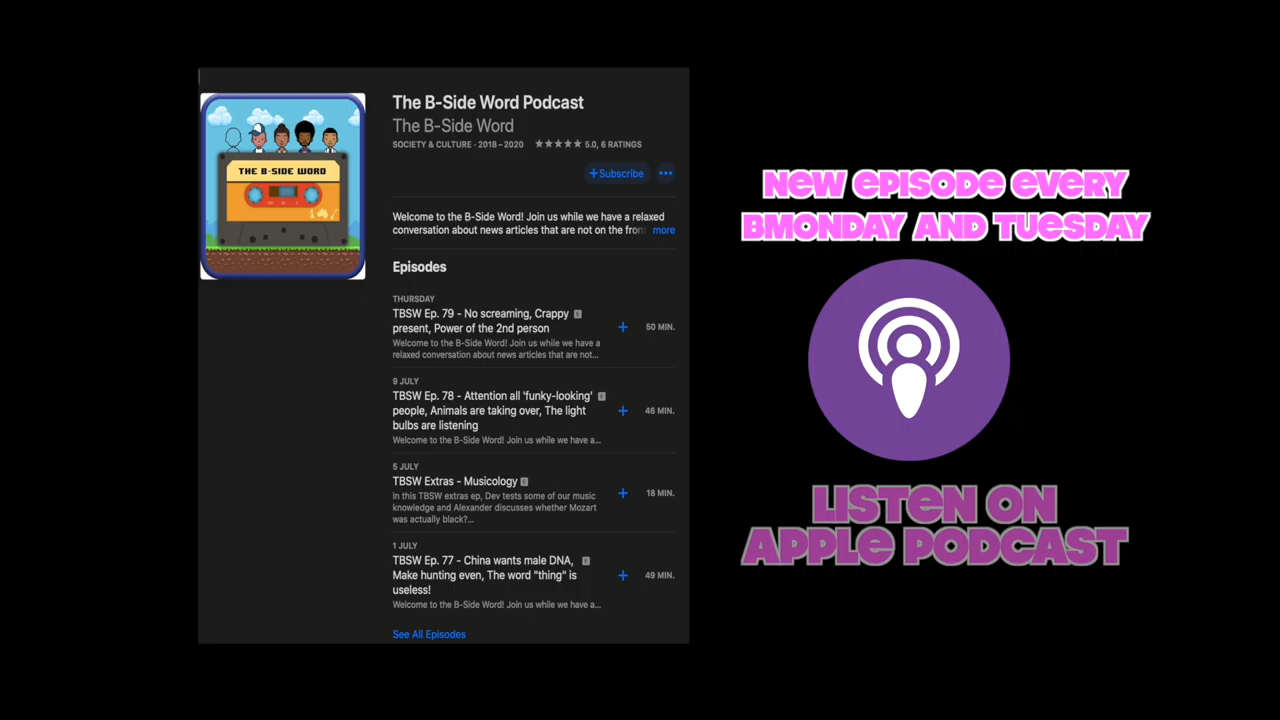 The B-Side Word Podcast
The B-Side Word
SOCIETY & CULTURE · 2018–2020 ★★★★★ 5.0, 6 RATINGS
+Subscribe
THE B-SIDE WORD
Welcome to the B-Side Word! Join us while we have a relaxed
conversation about news articles that are not on the fron more
Episodes
THURSDAY
TBSW Ep. 79 - No screaming, Crappy E
present, Power of the 2nd person
+ 50 MIN.
Welcome to the B-Side Word! Join us while we have a
relaxed conversation about news articles that are not...
9 JULY
TBSW Ep. 78 - Attention all 'funky-looking' E
people, Animals are taking over, The light
bulbs are listening
+ 46 MIN.
Welcome to the B-Side Word! Join us while we have a...
5 JULY
TBSW Extras - Musicology E
In this TBSW extras ep, Dev tests some of our music
knowledge and Alexander discusses whether Mozart
was actually black?...
+ 18 MIN.
1 JULY
TBSW Ep. 77 - China wants male DNA, E
Make hunting even, The word "thing" is
useless!
+ 49 MIN.
Welcome to the B-Side Word! Join us while we have a...
See All Episodes
NEW EPISODE EVERY
BMONDAY AND TUESDAY
LISTEN ON
APPLE PODCAST